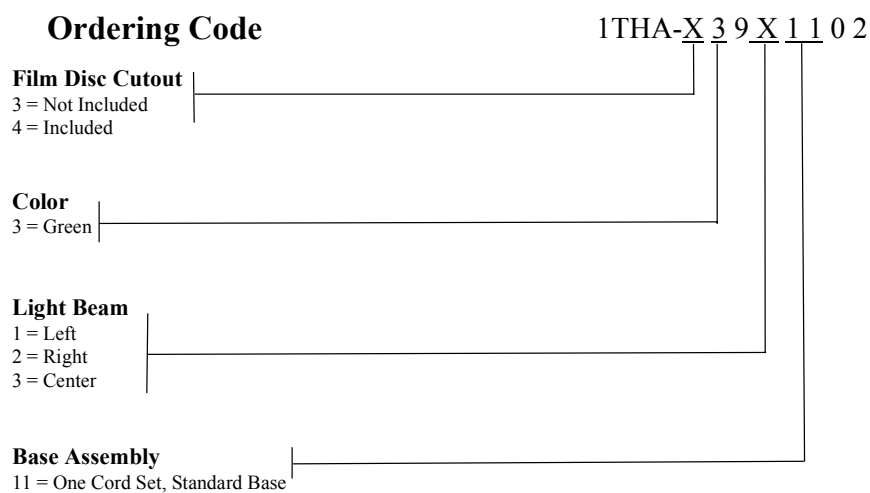 Ordering Code 1THA-X 3 9 X 1 1 0 2
Film Disc Cutout
3 = Not Included
4 = Included
Color
3 = Green
Light Beam
1 = Left
2 = Right
3 = Center
Base Assembly
11 = One Cord Set, Standard Base